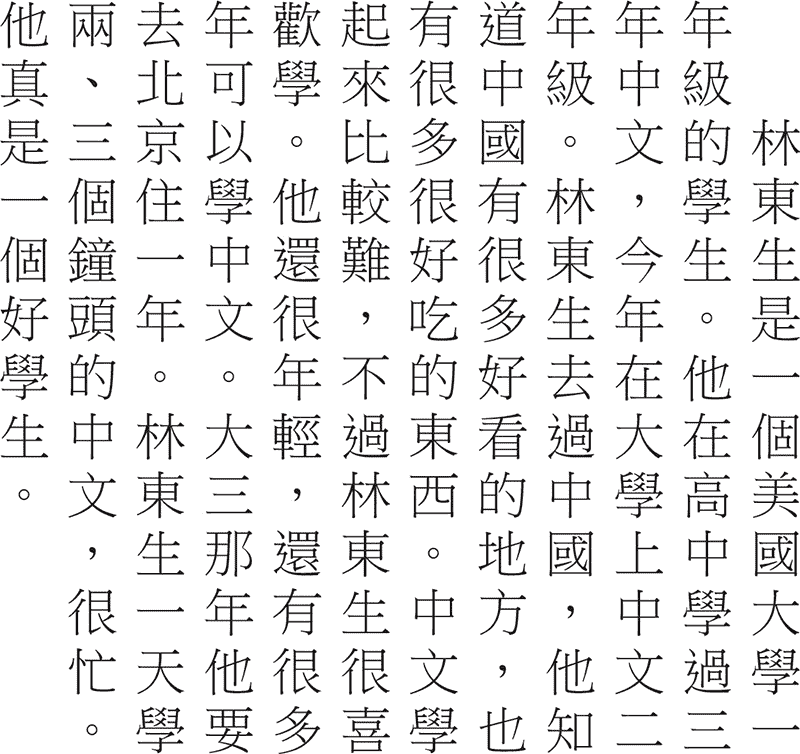 林東生是一個美國大學一
年級的學生。他在高中學過三
年中文，今年在大學上中文二
年級。林東生去過中國，他知
道中國有很多好看的地方，也
有很多很好吃的東西。中文學
起來比較難，不過林東生很喜
歡學。他還很年輕，還有很多
年可以學中文。大三那年他要
去北京住一年。林東生一天學
兩、三個鐘頭的中文，很忙。
他真是一個好學生。